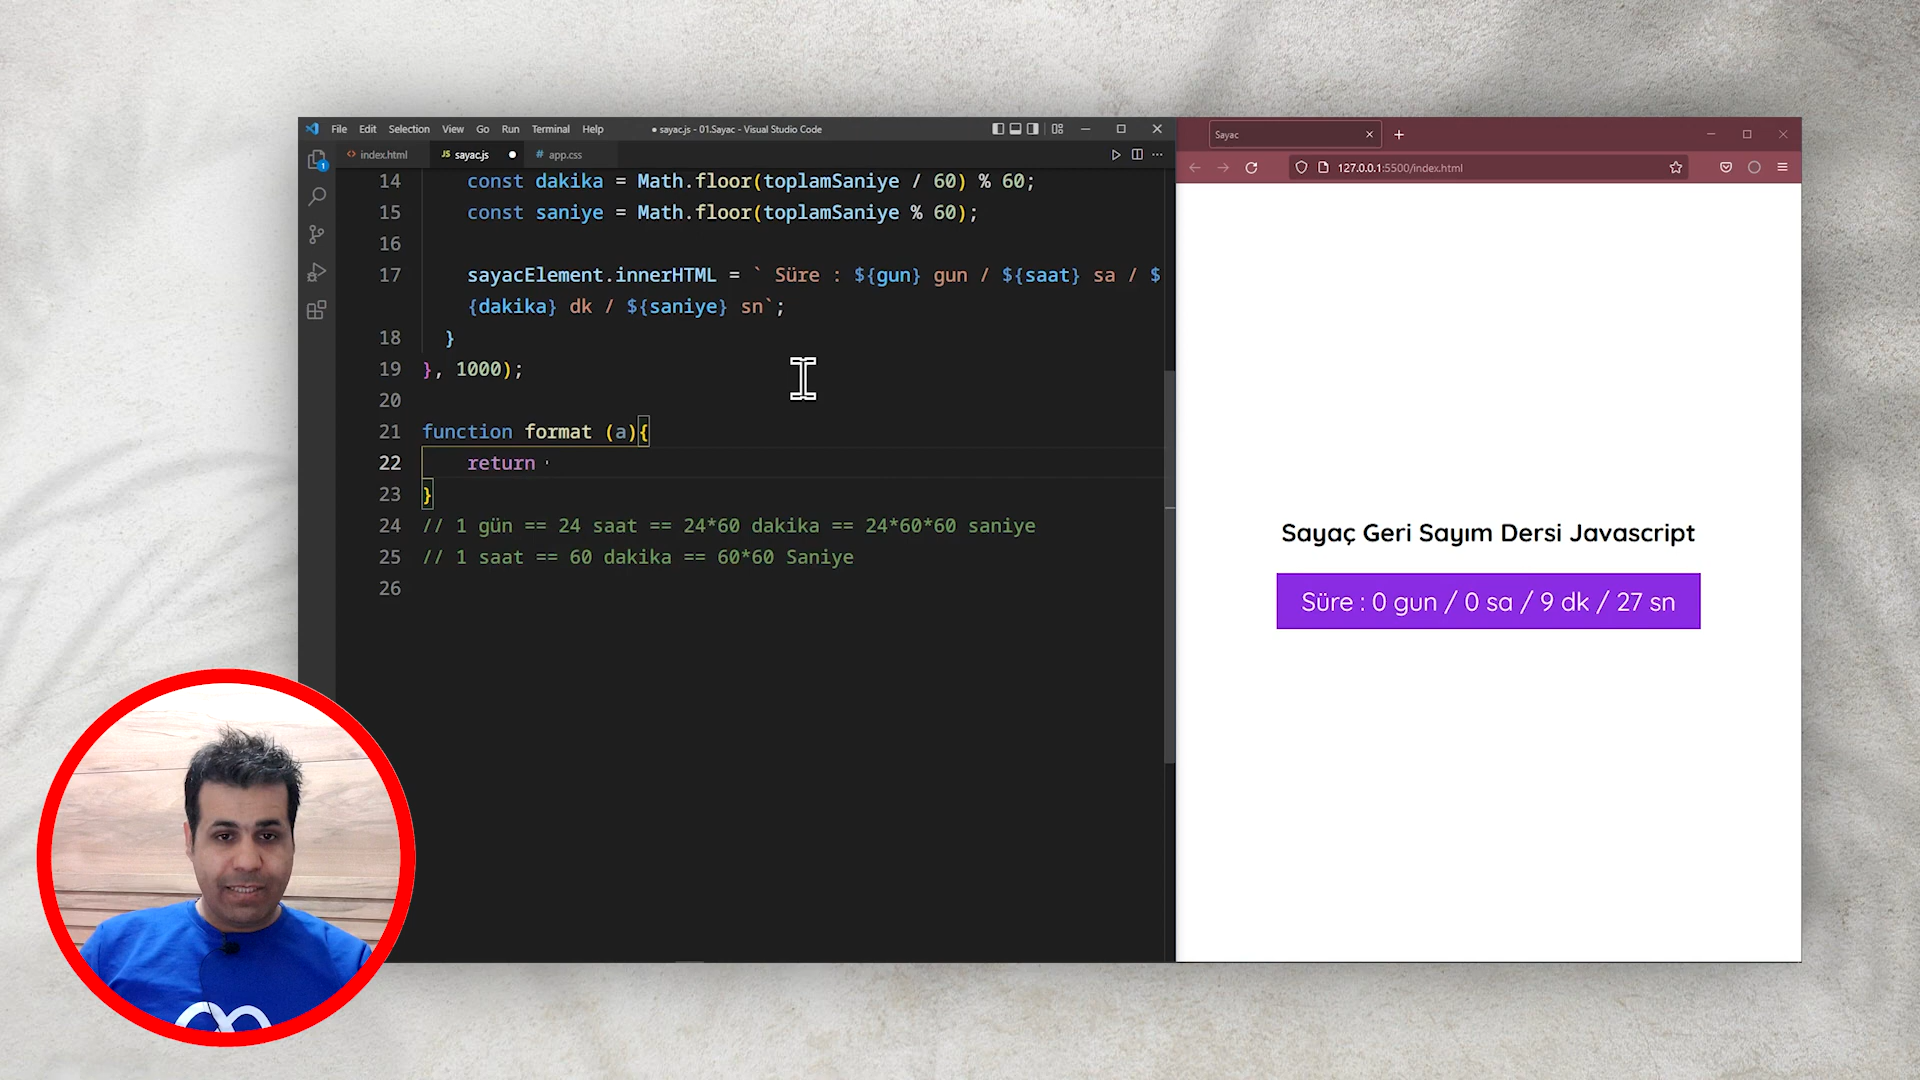 File Edit Selection View Go Run Terminal Help
● sayac.js - 01.Sayac - Visual Studio Code
index.html
JS sayac.js ●
# app.css
1
14 const dakika = Math.floor(toplamSaniye / 60) % 60;
15 const saniye = Math.floor(toplamSaniye % 60);
16
17 sayacElement.innerHTML = ` Süre : ${gun} gun / ${saat} sa / $
{dakika} dk / ${saniye} sn`;
18 }
19 }, 1000);
20
21 function format (a){
22 return
23 }
24 // 1 gün == 24 saat == 24*60 dakika == 24*60*60 saniye
25 // 1 saat == 60 dakika == 60*60 Saniye
26
Sayac
127.0.0.1:5500/index.html
Sayaç Geri Sayım Dersi Javascript
Süre : 0 gun / 0 sa / 9 dk / 27 sn